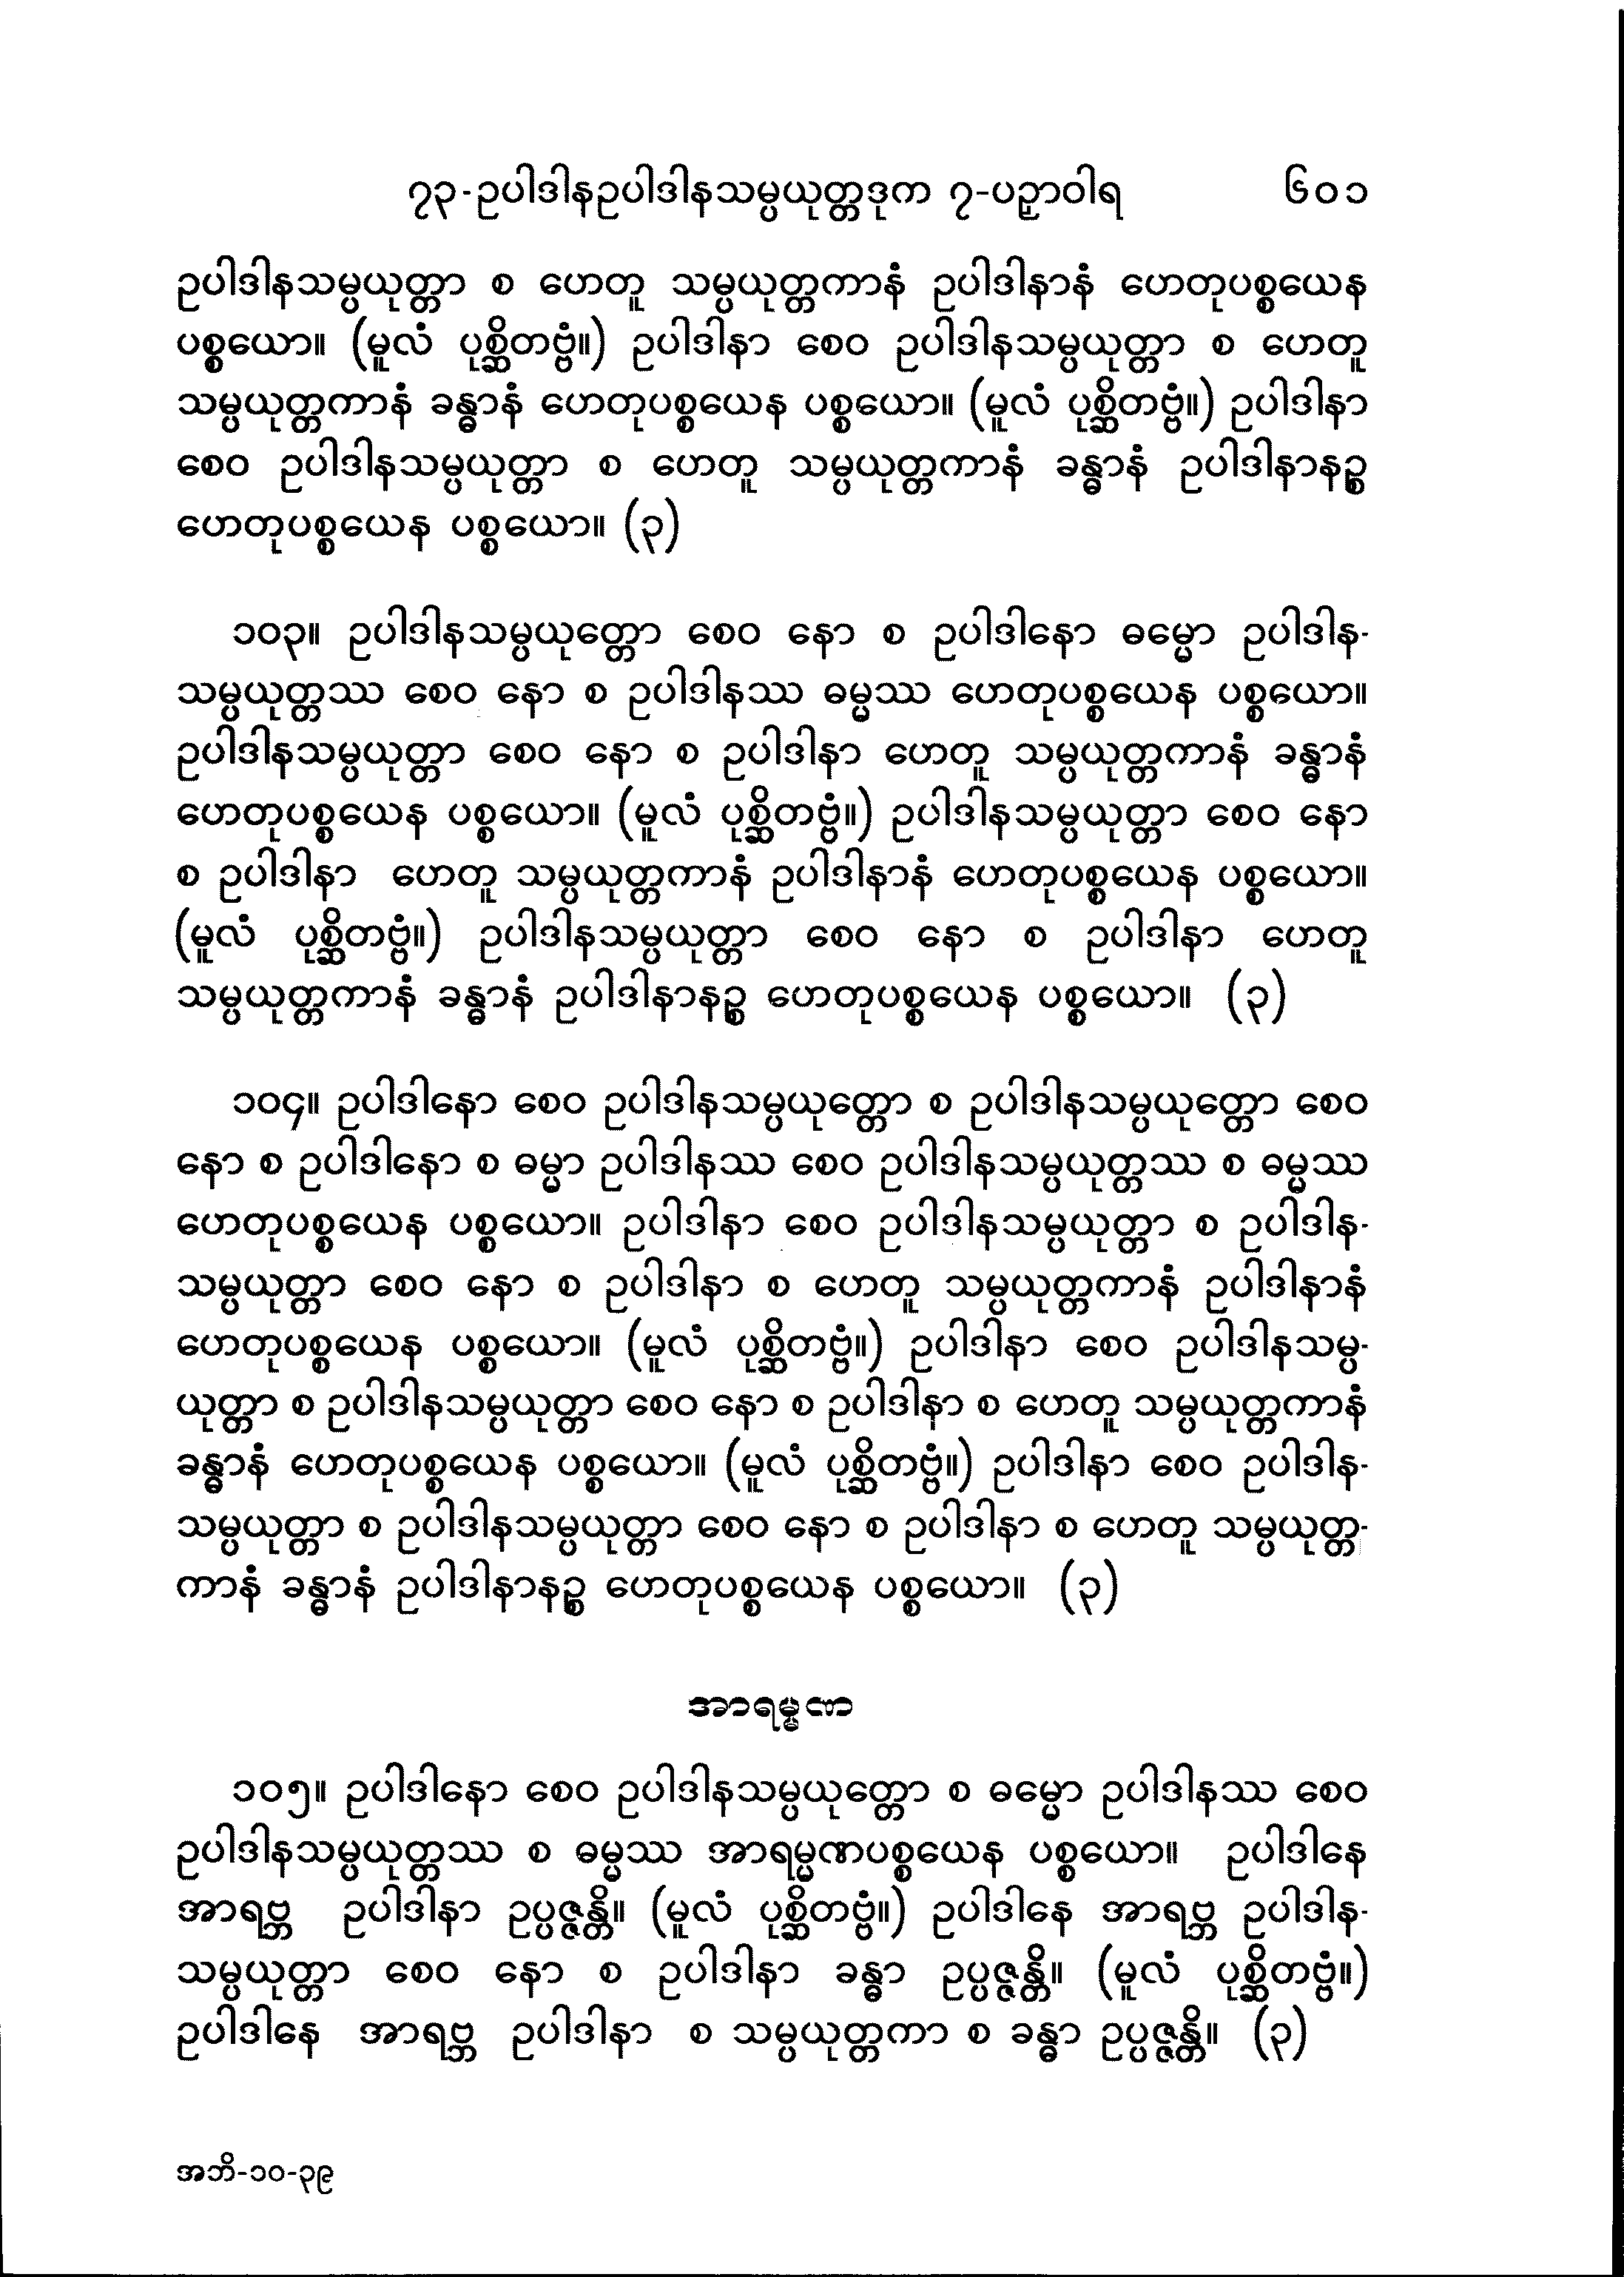 ၇၃-ဥပါဒါနဥပါဒါနသမ္ပယုတ္တဒုက ၇-ပဉှာဝါရ ၆၀၁
ဥပါဒါနသမ္ပယုတ္တာ စ ဟေတူ သမ္ပယုတ္တကာနံ ဥပါဒါနာနံ ဟေတုပစ္စယေန
ပစ္စယော။ (မူလံ ပုစ္ဆိတဗ္ဗံ။) ဥပါဒါနာ စေဝ ဥပါဒါနသမ္ပယုတ္တာ စ ဟေတူ
သမ္ပယုတ္တကာနံ ခန္ဓာနံ ဟေတုပစ္စယေန ပစ္စယော။ (မူလံ ပုစ္ဆိတဗ္ဗံ။) ဥပါဒါနာ
စေဝ ဥပါဒါနသမ္ပယုတ္တာ စ ဟေတူ သမ္ပယုတ္တကာနံ ခန္ဓာနံ ဥပါဒါနာနဉ္စ
ဟေတုပစ္စယေန ပစ္စယော။ (၃)
၁၀၃။ ဥပါဒါနသမ္ပယုတ္တော စေဝ နော စ ဥပါဒါနော ဓမ္မော ဥပါဒါန-
သမ္ပယုတ္တဿ စေဝ နော စ ဥပါဒါနဿ ဓမ္မဿ ဟေတုပစ္စယေန ပစ္စယော။
ဥပါဒါနသမ္ပယုတ္တာ စေဝ နော စ ဥပါဒါနာ ဟေတူ သမ္ပယုတ္တကာနံ ခန္ဓာနံ
ဟေတုပစ္စယေန ပစ္စယော။ (မူလံ ပုစ္ဆိတဗ္ဗံ။) ဥပါဒါနသမ္ပယုတ္တာ စေဝ နော
စ ဥပါဒါနာ ဟေတူ သမ္ပယုတ္တကာနံ ဥပါဒါနာနံ ဟေတုပစ္စယေန ပစ္စယော။
(မူလံ ပုစ္ဆိတဗ္ဗံ။) ဥပါဒါနသမ္ပယုတ္တာ စေဝ နော စ ဥပါဒါနာ ဟေတူ
သမ္ပယုတ္တကာနံ ခန္ဓာနံ ဥပါဒါနာနဉ္စ ဟေတုပစ္စယေန ပစ္စယော။ (၃)
၁၀၄။ ဥပါဒါနော စေဝ ဥပါဒါနသမ္ပယုတ္တော စ ဥပါဒါနသမ္ပယုတ္တော စေဝ
နော စ ဥပါဒါနော စ ဓမ္မာ ဥပါဒါနဿ စေဝ ဥပါဒါနသမ္ပယုတ္တဿ စ ဓမ္မဿ
ဟေတုပစ္စယေန ပစ္စယော။ ဥပါဒါနာ စေဝ ဥပါဒါနသမ္ပယုတ္တာ စ ဥပါဒါန-
သမ္ပယုတ္တာ စေဝ နော စ ဥပါဒါနာ စ ဟေတူ သမ္ပယုတ္တကာနံ ဥပါဒါနာနံ
ဟေတုပစ္စယေန ပစ္စယော။ (မူလံ ပုစ္ဆိတဗ္ဗံ။) ဥပါဒါနာ စေဝ ဥပါဒါနသမ္ပ-
ယုတ္တာ စ ဥပါဒါနသမ္ပယုတ္တာ စေဝ နော စ ဥပါဒါနာ စ ဟေတူ သမ္ပယုတ္တကာနံ
ခန္ဓာနံ ဟေတုပစ္စယေန ပစ္စယော။ (မူလံ ပုစ္ဆိတဗ္ဗံ။) ဥပါဒါနာ စေဝ ဥပါဒါန-
သမ္ပယုတ္တာ စ ဥပါဒါနသမ္ပယုတ္တာ စေဝ နော စ ဥပါဒါနာ စ ဟေတူ သမ္ပယုတ္တ-
ကာနံ ခန္ဓာနံ ဥပါဒါနာနဉ္စ ဟေတုပစ္စယေန ပစ္စယော။ (၃)
အာရမ္မဏ
၁၀၅။ ဥပါဒါနော စေဝ ဥပါဒါနသမ္ပယုတ္တော စ ဓမ္မော ဥပါဒါနဿ စေဝ
ဥပါဒါနသမ္ပယုတ္တဿ စ ဓမ္မဿ အာရမ္မဏပစ္စယေန ပစ္စယော။ ဥပါဒါနေ
အာရဗ္ဘ ဥပါဒါနာ ဥပ္ပဇ္ဇန္တိ။ (မူလံ ပုစ္ဆိတဗ္ဗံ။) ဥပါဒါနေ အာရဗ္ဘ ဥပါဒါန-
သမ္ပယုတ္တာ စေဝ နော စ ဥပါဒါနာ ခန္ဓာ ဥပ္ပဇ္ဇန္တိ။ (မူလံ ပုစ္ဆိတဗ္ဗံ။)
ဥပါဒါနေ အာရဗ္ဘ ဥပါဒါနာ စ သမ္ပယုတ္တကာ စ ခန္ဓာ ဥပ္ပဇ္ဇန္တိ။ (၃)
အဘိ-၁၀-၃၉